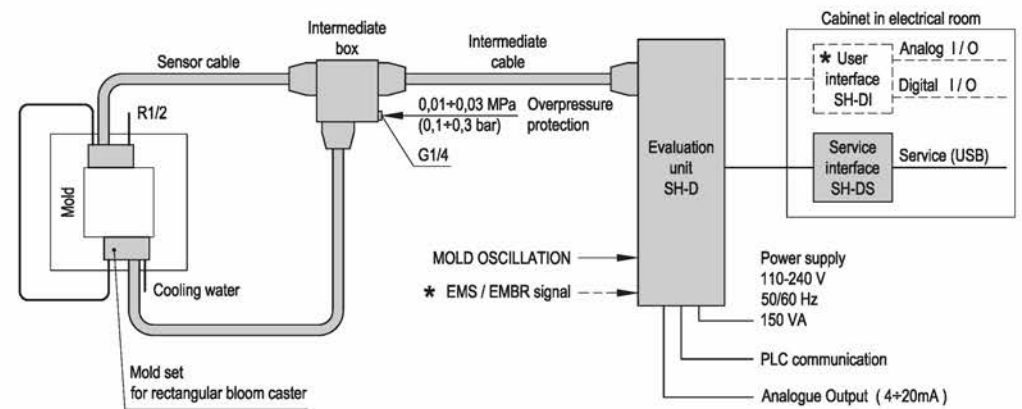 Cabinet in electrical room
Intermediate
box
Intermediate
cable
Sensor cable
* User
interface
SH-DI
Analog I / O
Digital I / O
R1/2
0,01÷0,03 MPa
(0,1÷0,3 bar)
Overpressure
protection
G1/4
Evaluation
unit
SH-D
Service
interface
SH-DS
Service (USB)
Mold
MOLD OSCILLATION
* EMS / EMBR signal
Cooling water
Power supply
110-240 V
50/60 Hz
150 VA
Mold set
for rectangular bloom caster
PLC communication
Analogue Output ( 4÷20mA )